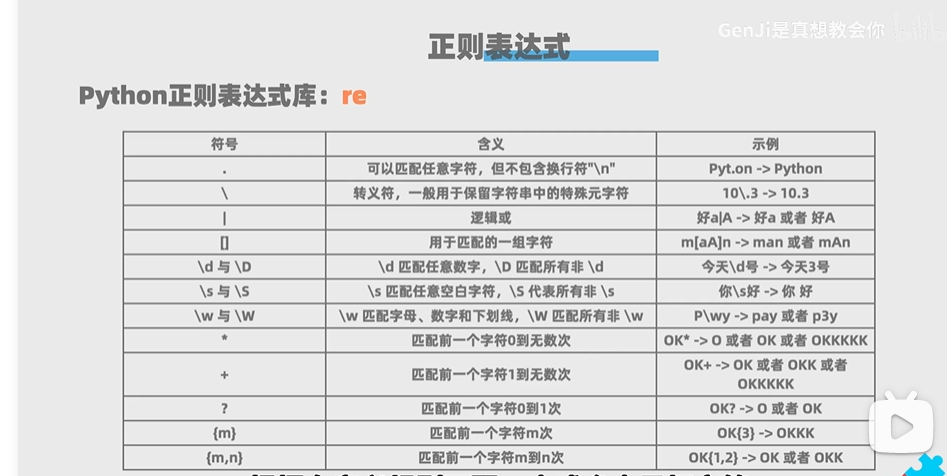 GenJi是真想教会你
正则表达式
Python正则表达式库：re
符号 含义 示例
. 可以匹配任意字符，但不包含换行符"\n" Pyt.on -> Python
\ 转义符，一般用于保留字符串中的特殊元字符 10\.3 -> 10.3
| 逻辑或 好a|A -> 好a 或者 好A
[] 用于匹配的一组字符 m[aA]n -> man 或者 mAn
\d 与 \D \d 匹配任意数字，\D 匹配所有非 \d 今天\d号 -> 今天3号
\s 与 \S \s 匹配任意空白字符，\S 代表所有非 \s 你\s好 -> 你 好
\w 与 \W \w 匹配字母、数字和下划线，\W 匹配所有非 \w P\wy -> pay 或者 p3y
* 匹配前一个字符0到无数次 OK* -> O 或者 OK 或者 OKKKKK
+ 匹配前一个字符1到无数次 OK+ -> OK 或者 OKK 或者
OKKKKK
? 匹配前一个字符0到1次 OK? -> O 或者 OK
{m} 匹配前一个字符m次 OK{3} -> OKKK
{m,n} 匹配前一个字符m到n次 OK{1,2} -> OK 或者 OKK